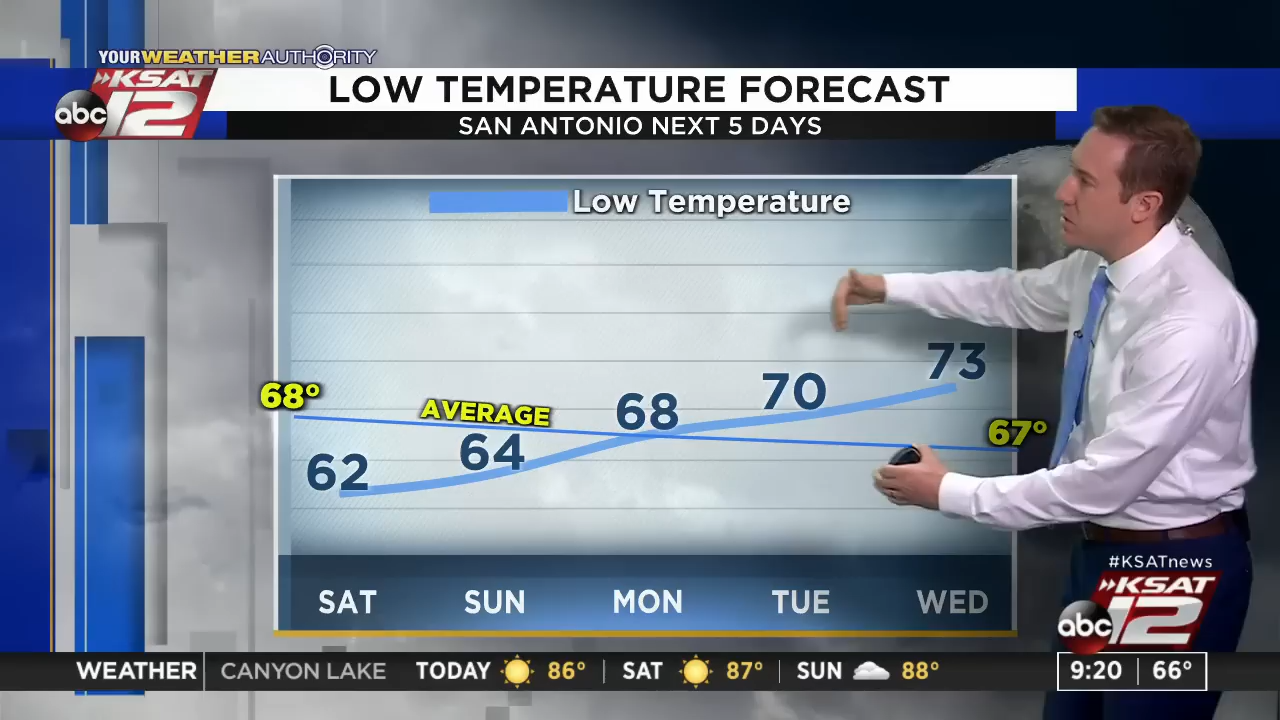 YOURWEATHERAUTHORITY
KSAT
abc 12
LOW TEMPERATURE FORECAST
SAN ANTONIO NEXT 5 DAYS
Low Temperature
73
70
68° AVERAGE 68
67°
62 64
SAT SUN MON TUE WED
#KSATnews
KSAT
abc 12
WEATHER CANYON LAKE TODAY 86° SAT 87° SUN 88° 9:20 66°